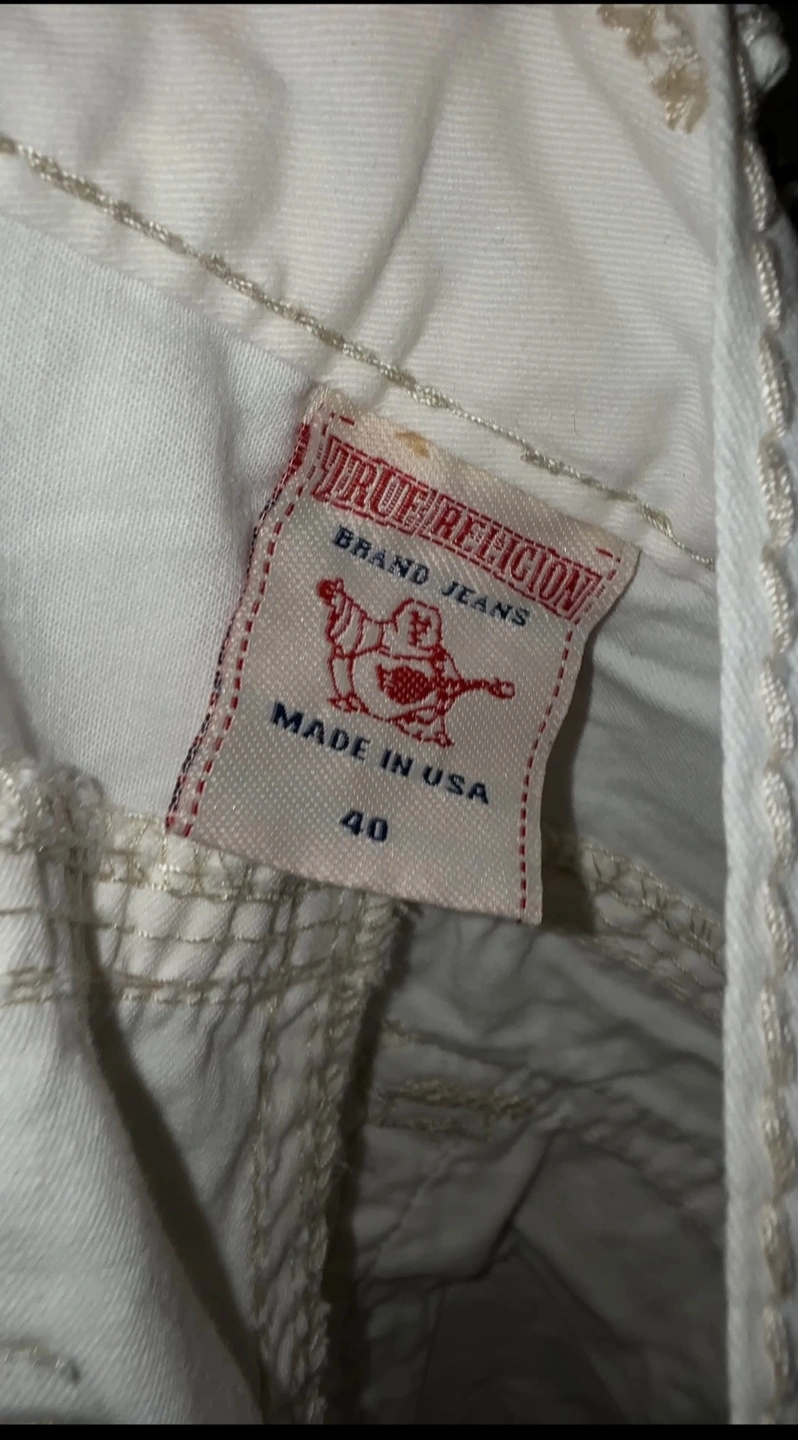 TRUE RELIGION
BRAND JEANS
MADE IN USA
40